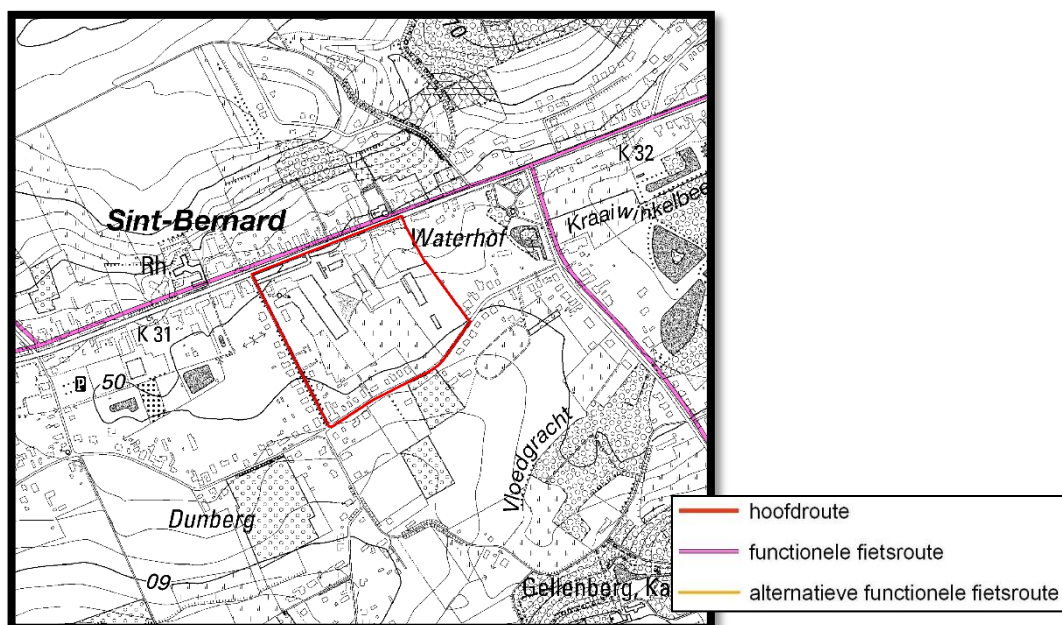 10
K 32
Kraaiwinkelbee
Sint-Bernard
Waterhof
Rh.
K 31
P
50
Vloedgracht
Dunberg
09
Gellenberg, Ka
hoofdroute
functionele fietsroute
alternatieve functionele fietsroute